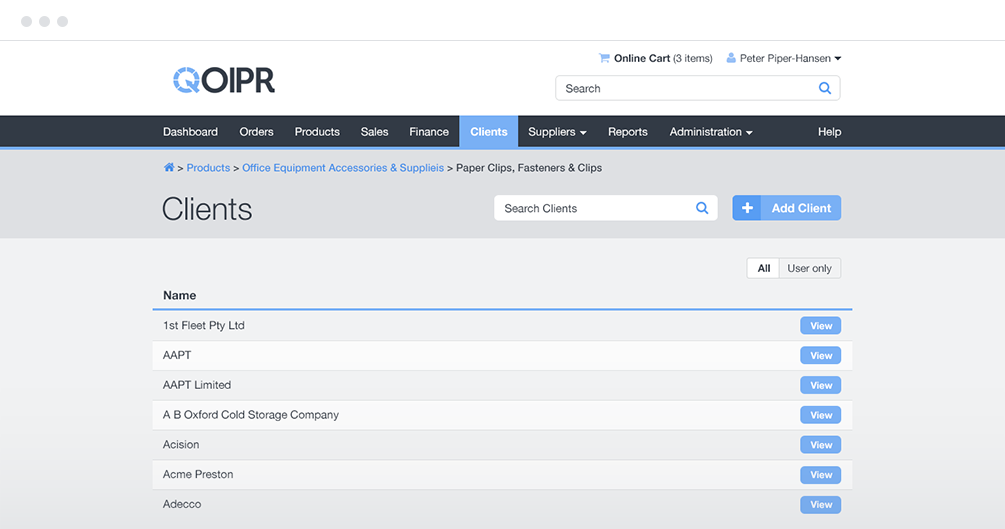 Online Cart (3 items) Peter Piper-Hansen
QOIPR
Search
Dashboard Orders Products Sales Finance Clients Suppliers Reports Administration Help
> Products > Office Equipment Accessories & Supplieis > Paper Clips, Fasteners & Clips
Clients
Search Clients
+ Add Client
All User only
Name
1st Fleet Pty Ltd View
AAPT View
AAPT Limited View
A B Oxford Cold Storage Company View
Acision View
Acme Preston View
Adecco View